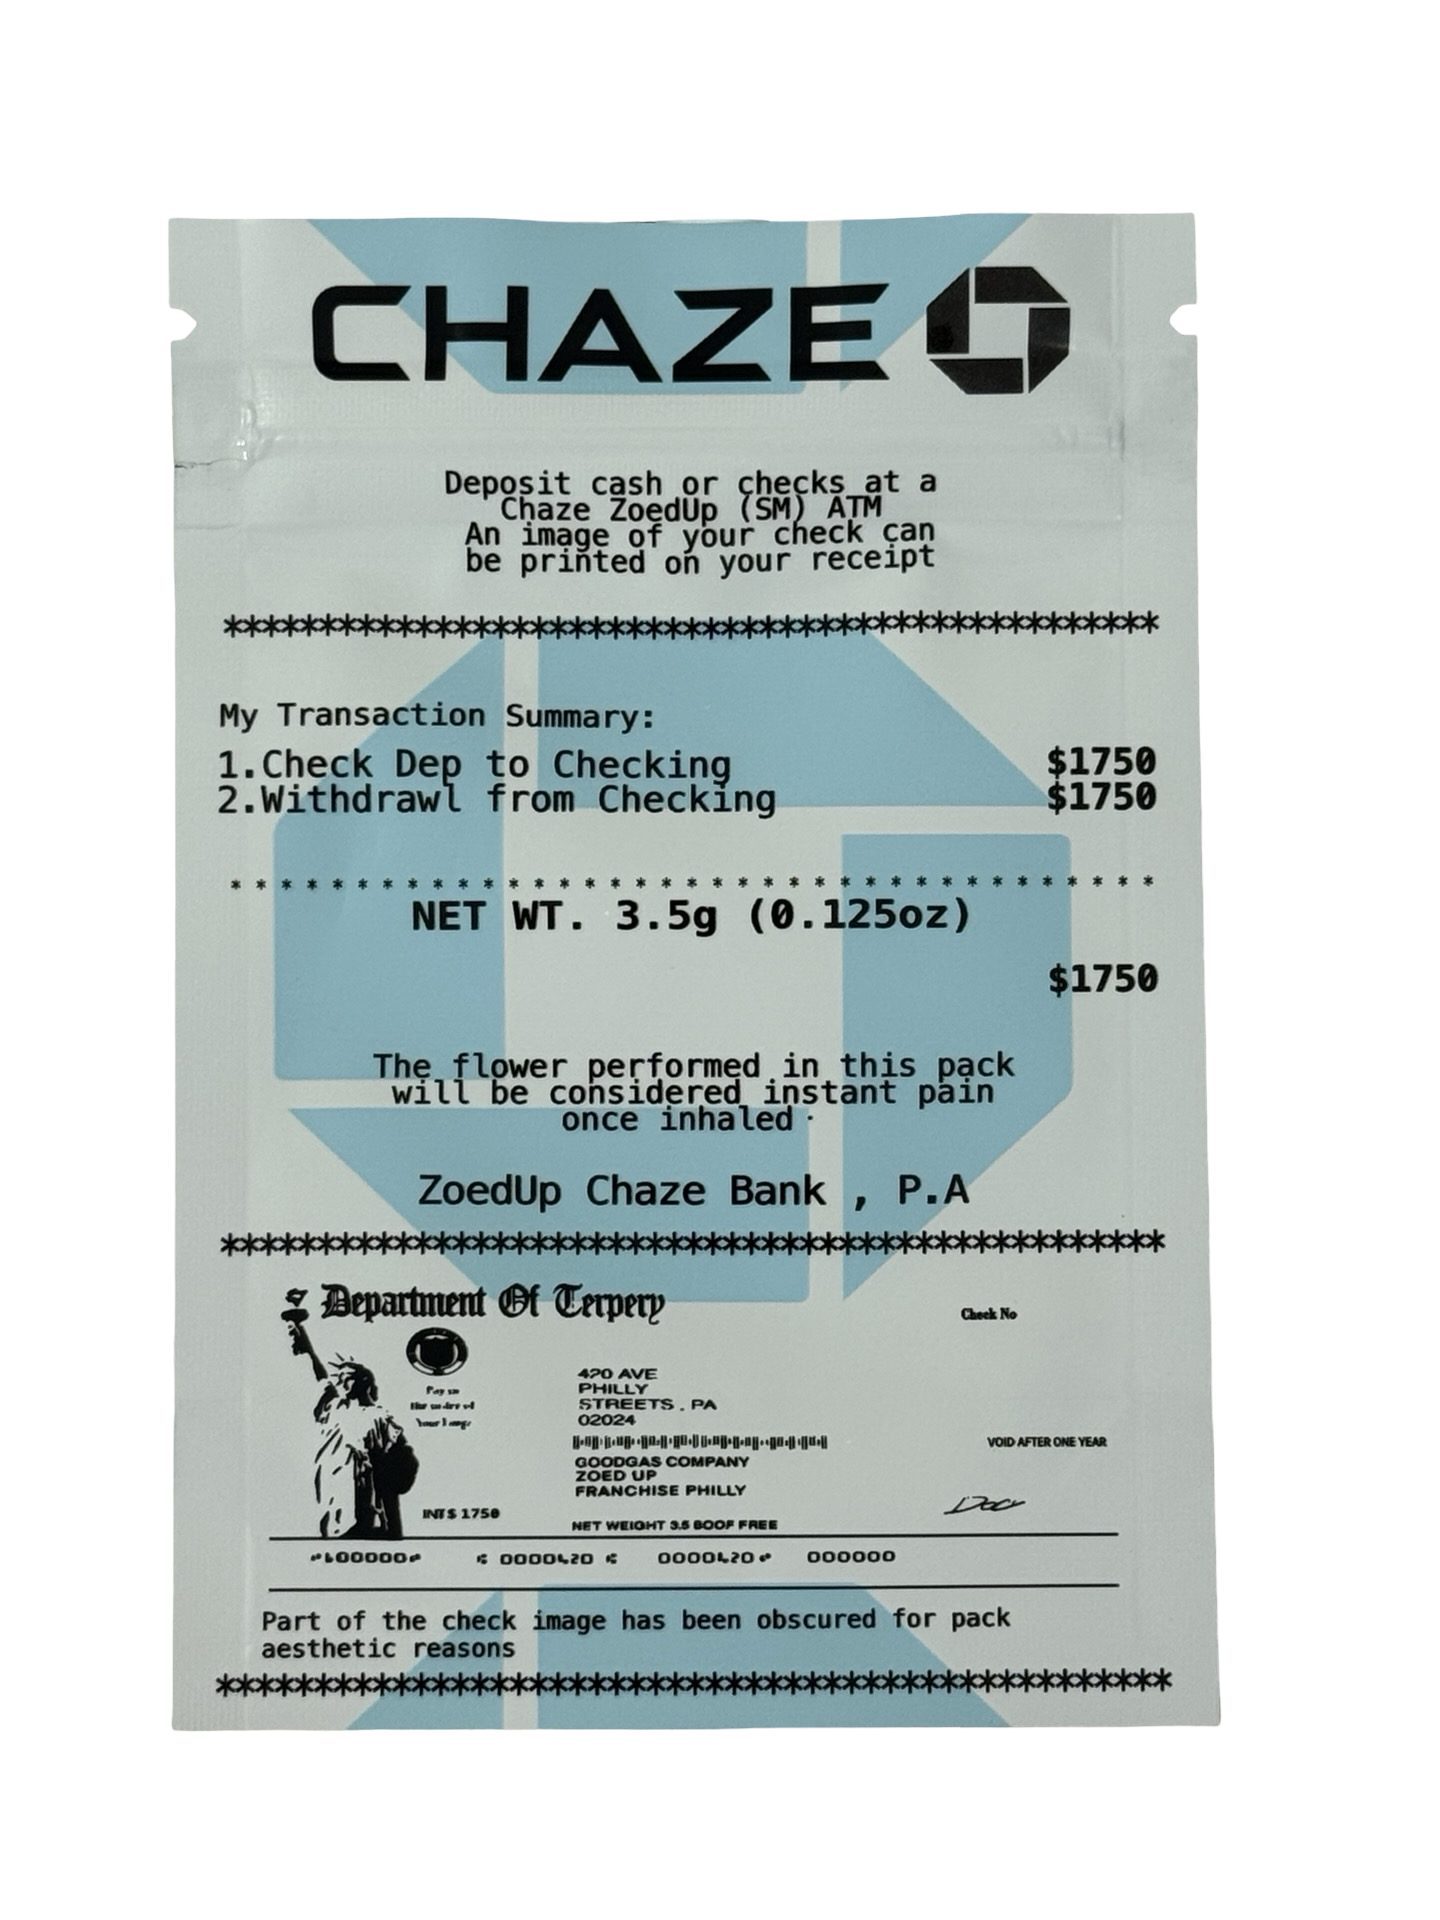 CHAZE
Deposit cash or checks at a
Chaze ZoedUp (SM) ATM
An image of your check can
be printed on your receipt
My Transaction Summary:
1.Check Dep to Checking $1750
2.Withdrawl from Checking $1750
NET WT. 3.5g (0.125oz)
$1750
The flower performed in this pack
will be considered instant pain
once inhaled.
ZoedUp Chaze Bank , P.A
Department Of Terpery
Check No
Pay
Your
420 AVE
PHILLY
STREETS . PA
02024
VOID AFTER ONE YEAR
GOODGAS COMPANY
ZOED UP
FRANCHISE PHILLY
INT$ 1750
NET WEIGHT 3.5 BOOF FREE
0000420 0000420 000000
Part of the check image has been obscured for pack
aesthetic reasons